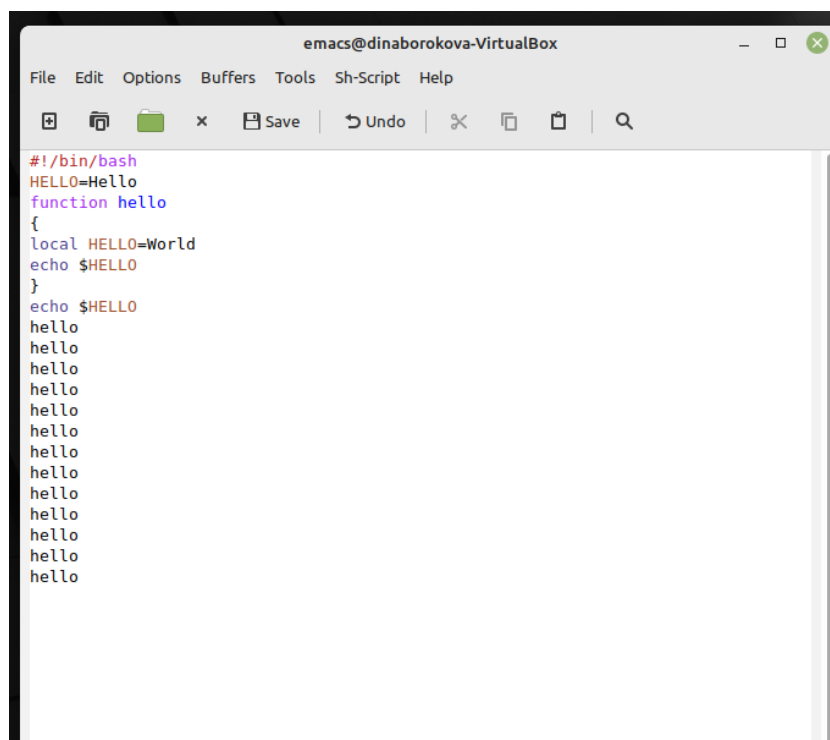 emacs@dinaborokova-VirtualBox
File Edit Options Buffers Tools Sh-Script Help
Save Undo
#!/bin/bash
HELLO=Hello
function hello
{
local HELLO=World
echo $HELLO
}
echo $HELLO
hello
hello
hello
hello
hello
hello
hello
hello
hello
hello
hello
hello
hello